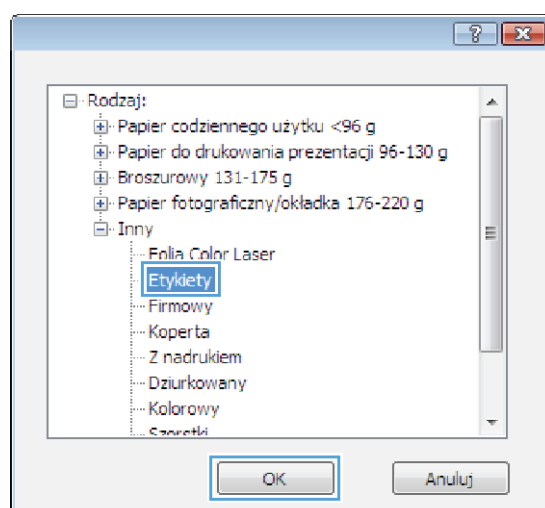 Rodzaj:
Papier codziennego użytku <96 g
Papier do drukowania prezentacji 96-130 g
Broszurowy 131-175 g
Papier fotograficzny/okładka 176-220 g
Inny
Folia Color Laser
Etykiety
Firmowy
Koperta
Z nadrukiem
Dziurkowany
Kolorowy
Szorstki
OK Anuluj